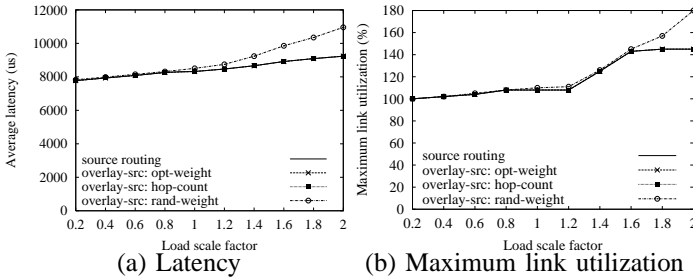 12000
10000
8000
6000
4000
2000
0
Average latency (us)
source routing
overlay-src: opt-weight
overlay-src: hop-count
overlay-src: rand-weight
0.2 0.4 0.6 0.8 1 1.2 1.4 1.6 1.8 2
Load scale factor
(a) Latency
180
160
140
120
100
80
60
40
20
0
Maximum link utilization (%)
source routing
overlay-src: opt-weight
overlay-src: hop-count
overlay-src: rand-weight
0.2 0.4 0.6 0.8 1 1.2 1.4 1.6 1.8 2
Load scale factor
(b) Maximum link utilization